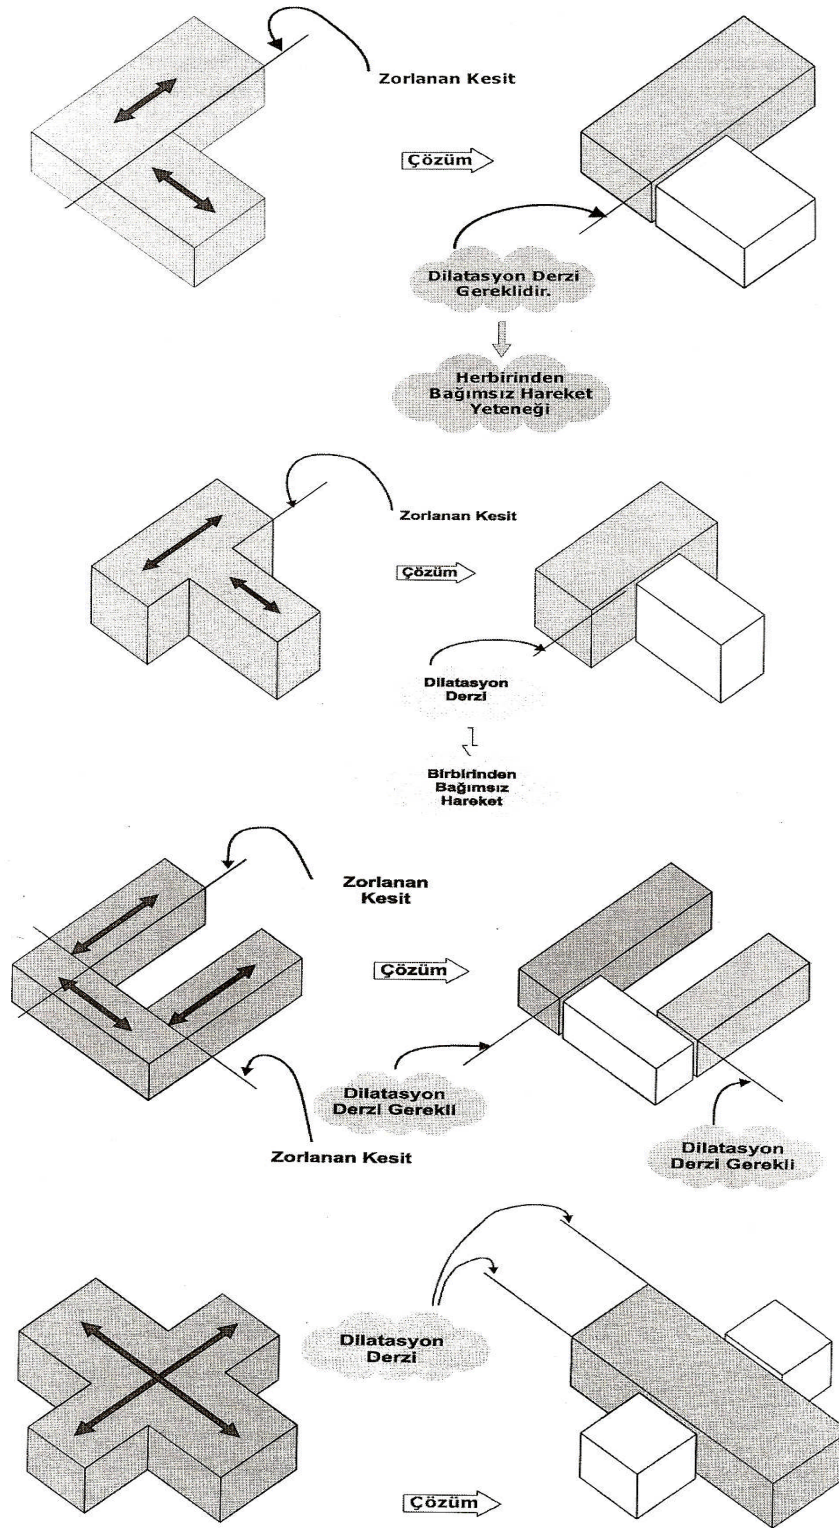 Zorlanan Kesit
Çözüm
Dilatasyon Derzi
Gereklidir.
Herbirinden
Bağımsız Hareket
Yeteneği
Zorlanan Kesit
Çözüm
Dilatasyon
Derzi
Birbirinden
Bağımsız
Hareket
Zorlanan
Kesit
Çözüm
Dilatasyon
Derzi Gerekli
Zorlanan Kesit
Dilatasyon
Derzi Gerekli
Dilatasyon
Derzi
Çözüm